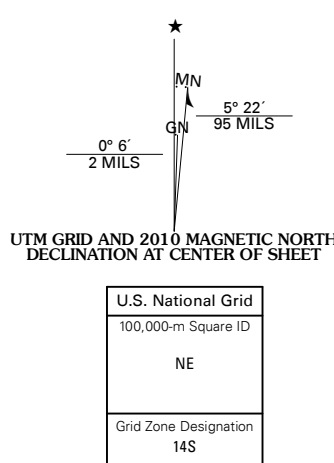 ★
MN
GN
5° 22´
95 MILS
0° 6´
2 MILS
UTM GRID AND 2010 MAGNETIC NORTH
DECLINATION AT CENTER OF SHEET
U.S. National Grid
100,000-m Square ID
NE
Grid Zone Designation
14S